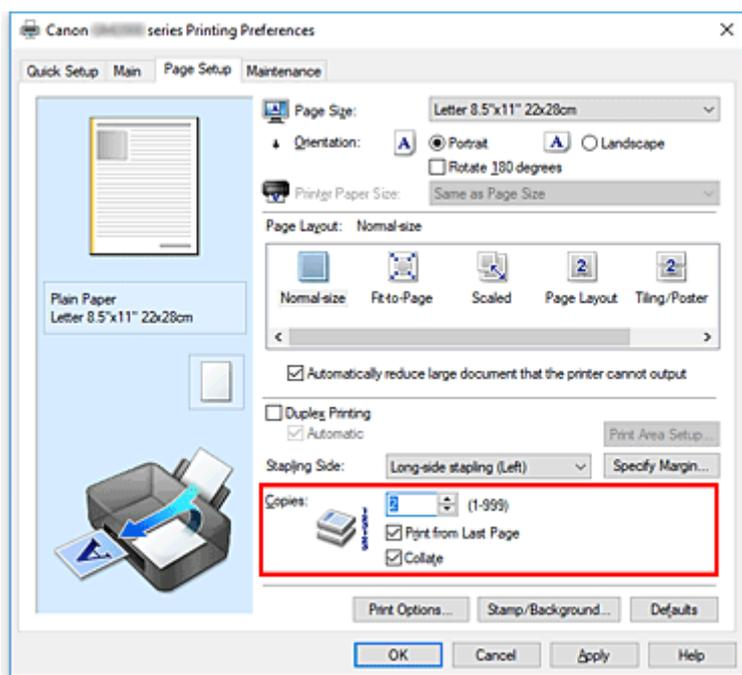 Canon series Printing Preferences
Quick Setup Main Page Setup Maintenance
Page Size: Letter 8.5"x11" 22x28cm
Orientation: A Portrait A Landscape
Rotate 180 degrees
Printer Paper Size: Same as Page Size
Page Layout: Normal-size
2 2
Normal-size Fit-to-Page Scaled Page Layout Tiling/Poster
Plain Paper
Letter 8.5"x11" 22x28cm
Automatically reduce large document that the printer cannot output
Duplex Printing
Automatic
Print Area Setup...
Stapling Side: Long-side stapling (Left) Specify Margin...
Copies: 2 (1-999)
Print from Last Page
Collate
A
Print Options... Stamp/Background... Defaults
OK Cancel Apply Help